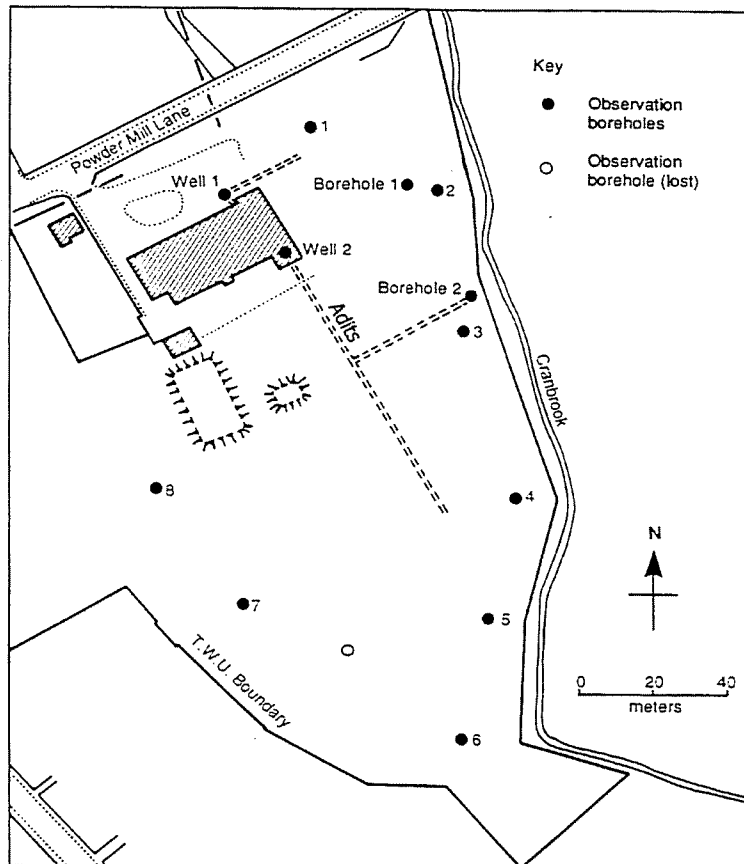 Powder Mill Lane
1
Well 1
Borehole 1
2
Well 2
Borehole 2
3
Adits
Cranbrook
8
4
7
5
T.W.U. Boundary
6
Key
Observation
boreholes
Observation
borehole (lost)
N
0 20 40
meters